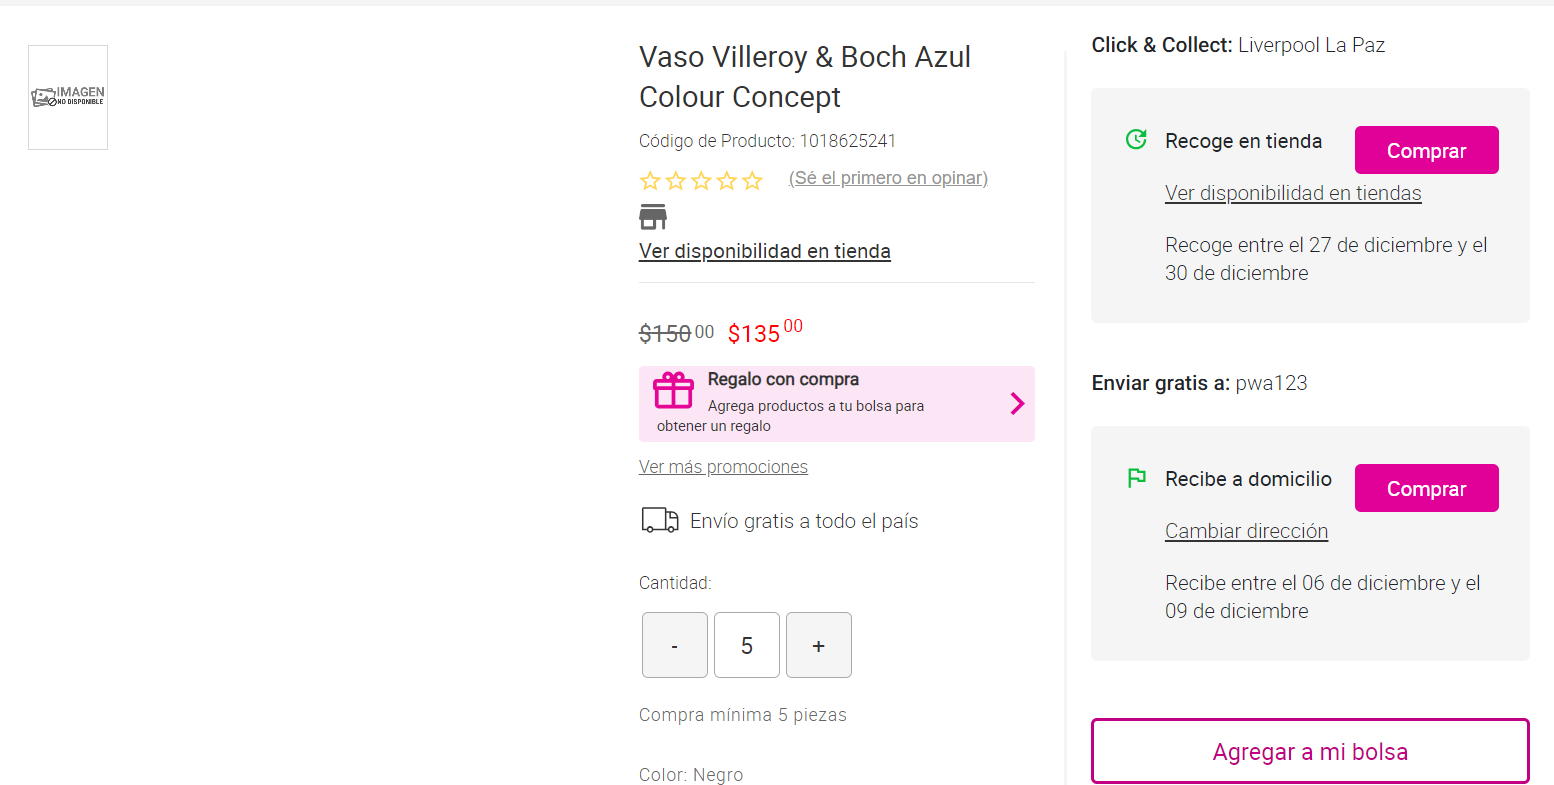 IMAGEN
NO DISPONIBLE
Vaso Villeroy & Boch Azul
Colour Concept
Código de Producto: 1018625241
(Sé el primero en opinar)
Ver disponibilidad en tienda
$150 00 $135 00
Regalo con compra
Agrega productos a tu bolsa para
obtener un regalo
Ver más promociones
Envío gratis a todo el país
Cantidad:
- 5 +
Compra mínima 5 piezas
Color: Negro
Click & Collect: Liverpool La Paz
Recoge en tienda
Comprar
Ver disponibilidad en tiendas
Recoge entre el 27 de diciembre y el
30 de diciembre
Enviar gratis a: pwa123
Recibe a domicilio
Comprar
Cambiar dirección
Recibe entre el 06 de diciembre y el
09 de diciembre
Agregar a mi bolsa